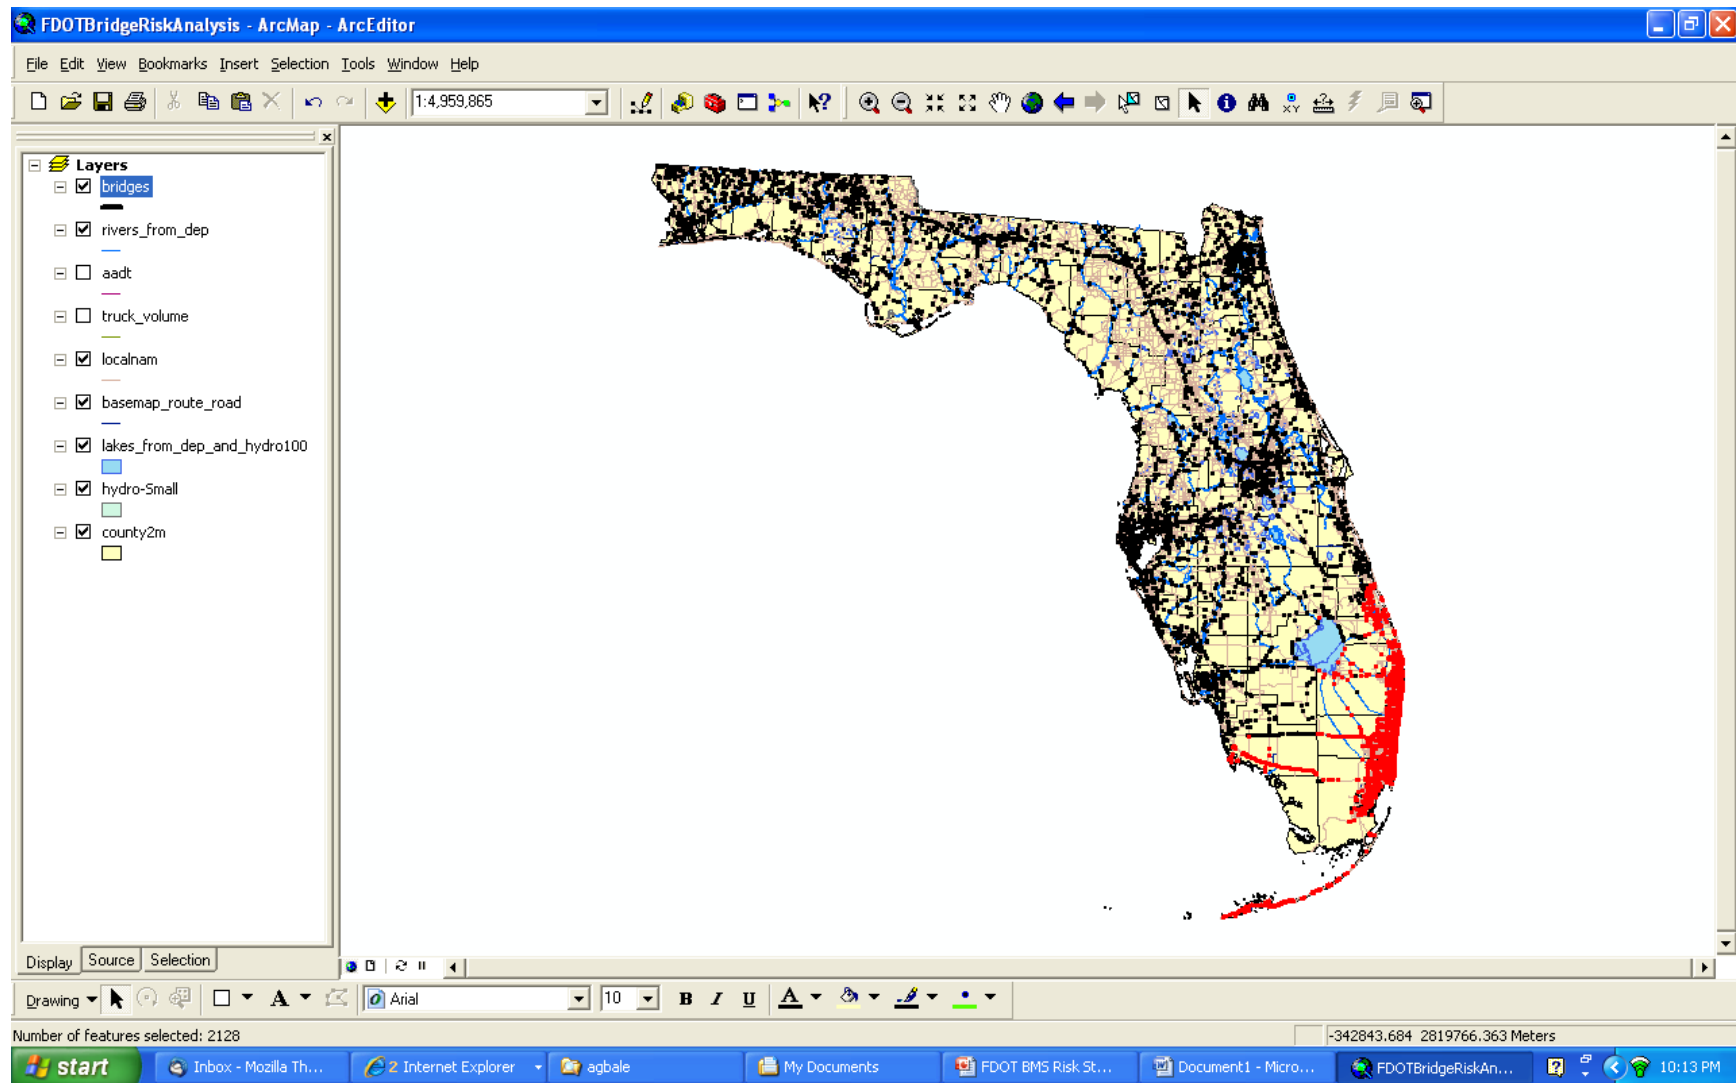 FDOTBridgeRiskAnalysis - ArcMap - ArcEditor
File Edit View Bookmarks Insert Selection Tools Window Help
1:4,959,865
Layers
bridges
rivers_from_dep
aadt
truck_volume
localnam
basemap_route_road
lakes_from_dep_and_hydro100
hydro-Small
county2m
Display Source Selection
Drawing A Arial 10 B I U A
Number of features selected: 2128
-342843.684 2819766.363 Meters
start Inbox - Mozilla Th... 2 Internet Explorer agbale My Documents FDOT BMS Risk St... Document1 - Micro... FDOTBridgeRiskAn... 10:13 PM